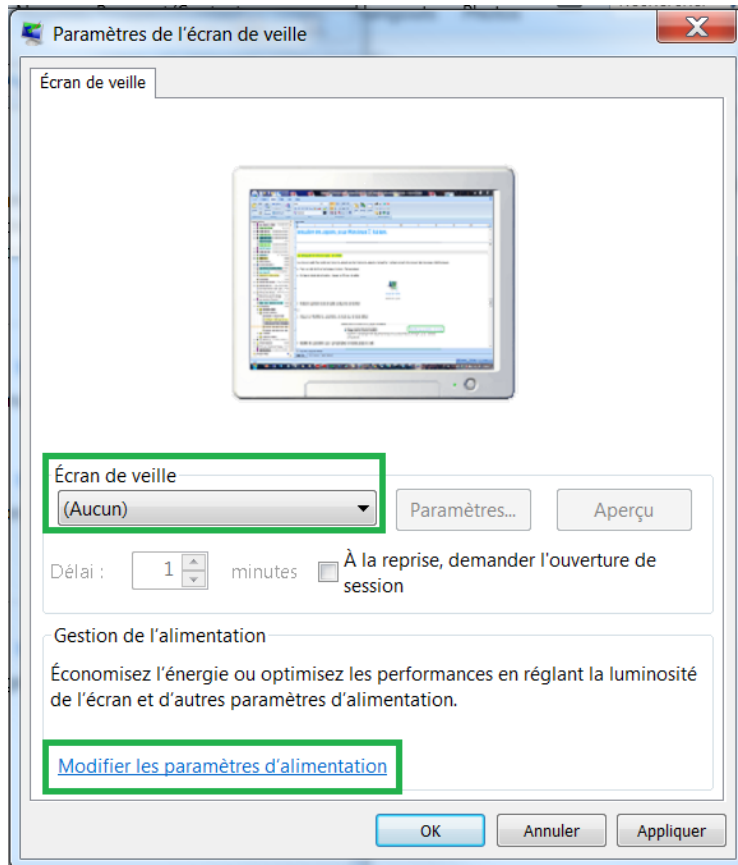 Paramètres de l'écran de veille
Écran de veille
Écran de veille
(Aucun)
Paramètres...
Aperçu
Délai :
1
minutes
À la reprise, demander l'ouverture de
session
Gestion de l'alimentation
Économisez l'énergie ou optimisez les performances en réglant la luminosité
de l'écran et d'autres paramètres d'alimentation.
Modifier les paramètres d'alimentation
OK
Annuler
Appliquer